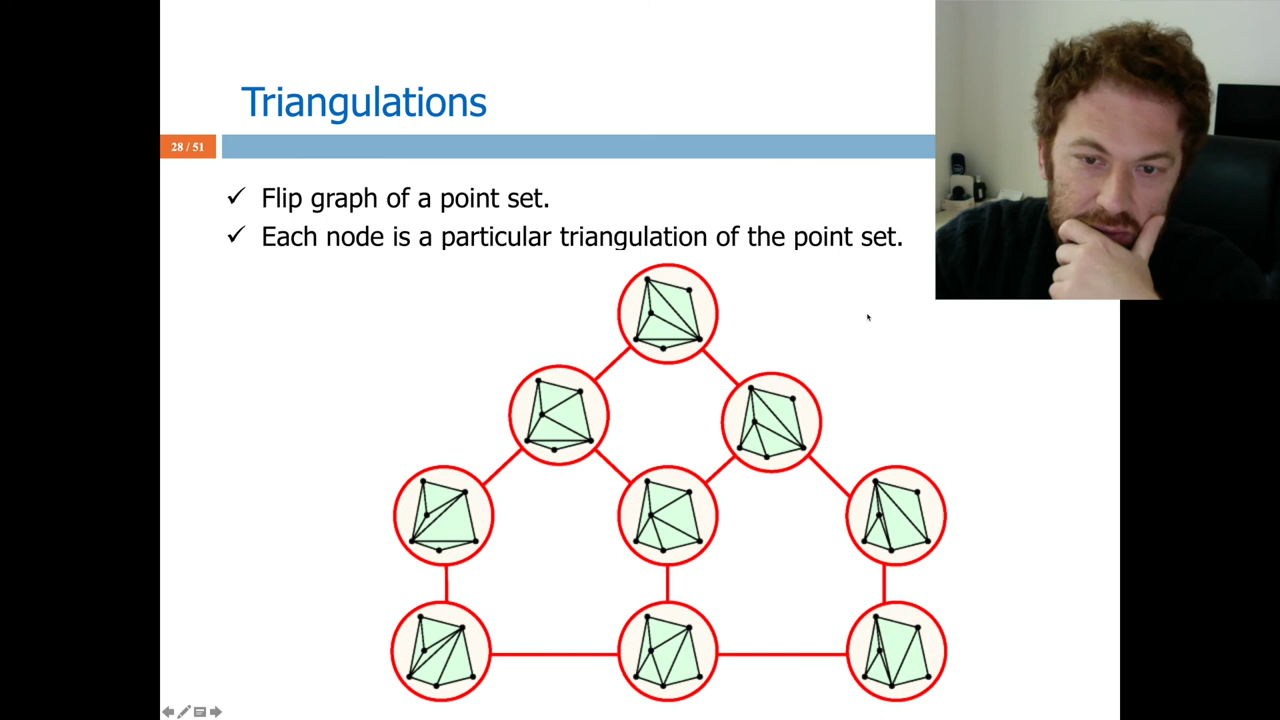 Triangulations
28 / 51
✓ Flip graph of a point set.
✓ Each node is a particular triangulation of the point set.